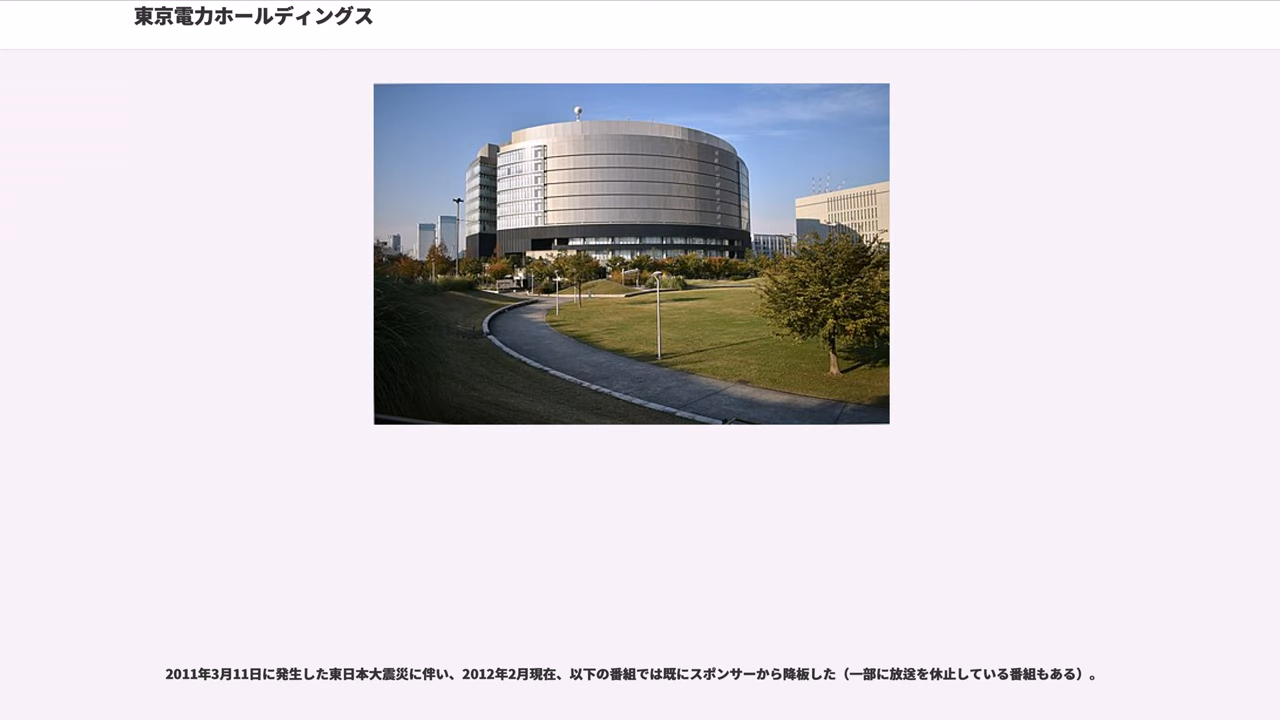 東京電力ホールディングス
2011年3月11日に発生した東日本大震災に伴い、2012年2月現在、以下の番組では既にスポンサーから降板した（一部に放送を休止している番組もある）。